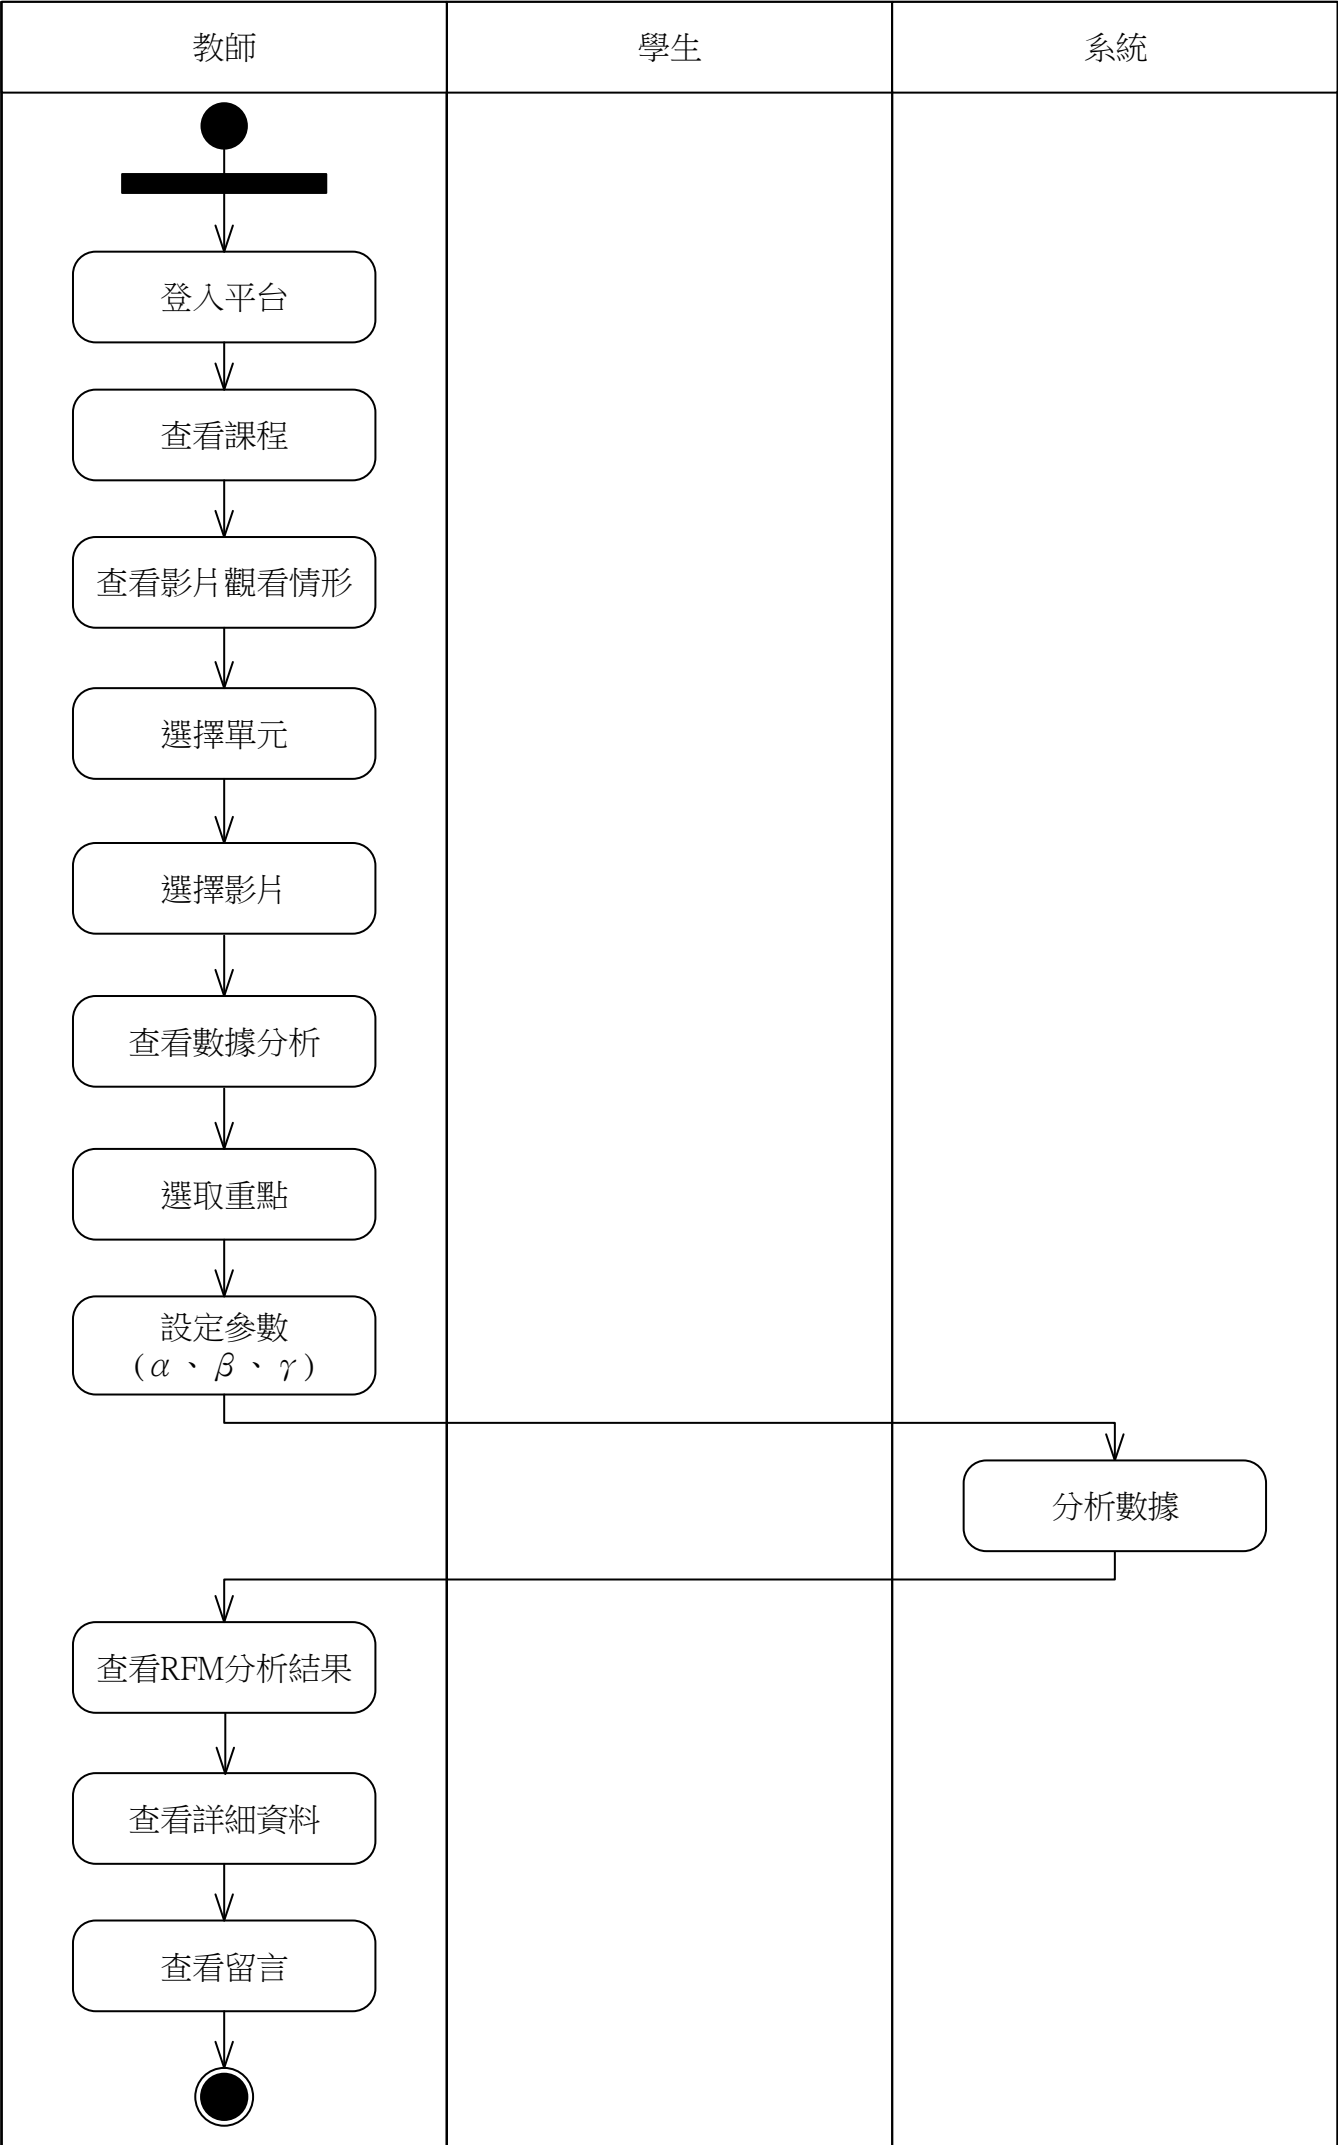 教師
學生
系統
登入平台
查看課程
查看影片觀看情形
選擇單元
選擇影片
查看數據分析
選取重點
設定參數
(α、β、γ)
分析數據
查看RFM分析結果
查看詳細資料
查看留言